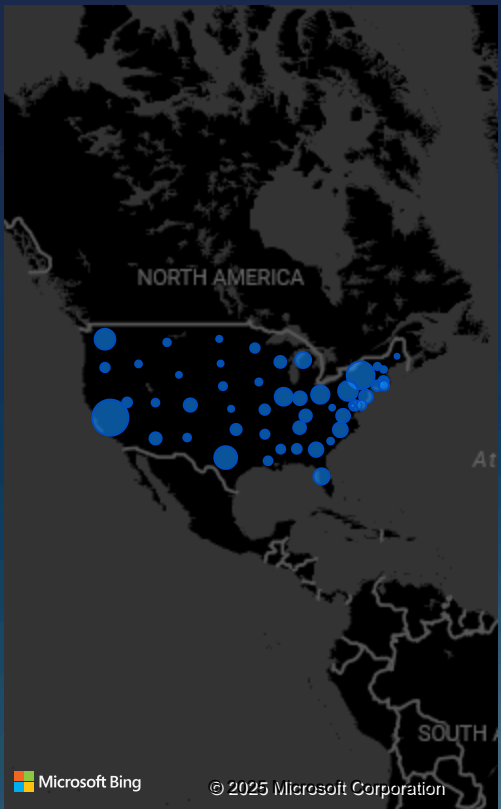 NORTH AMERICA
At
SOUTH A
Microsoft Bing
© 2025 Microsoft Corporation